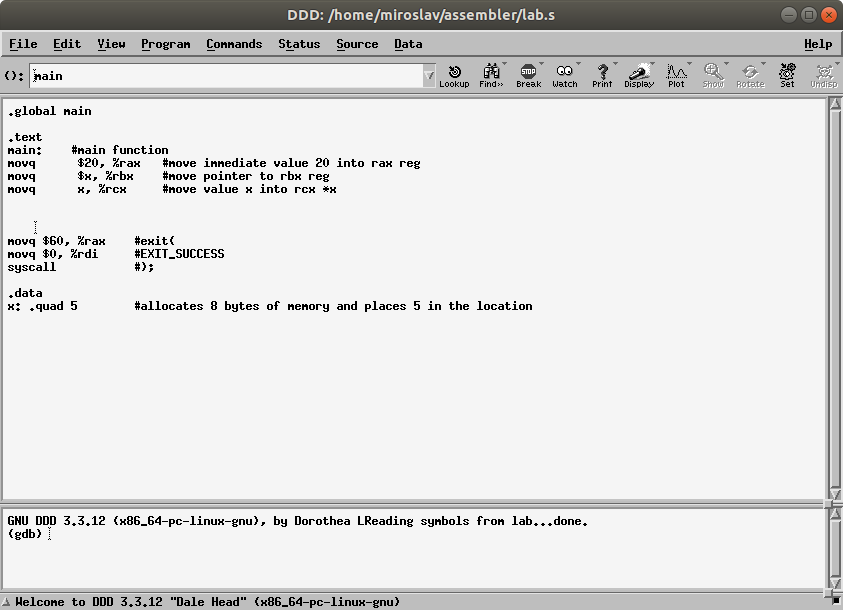 DDD: /home/miroslav/assembler/lab.s
File Edit View Program Commands Status Source Data Help
(): main
Lookup Find>> Break Watch Print Display Plot Show Rotate Set Undisp
.global main
.text
main:    #main function
movq      $20, %rax   #move immediate value 20 into rax reg
movq      $x, %rbx    #move pointer to rbx reg
movq      x, %rcx     #move value x into rcx *x
movq $60, %rax    #exit(
movq $0, %rdi     #EXIT_SUCCESS
syscall           #);
.data
x: .quad 5        #allocates 8 bytes of memory and places 5 in the location
GNU DDD 3.3.12 (x86_64-pc-linux-gnu), by Dorothea LReading symbols from lab...done.
(gdb)
Welcome to DDD 3.3.12 "Dale Head" (x86_64-pc-linux-gnu)